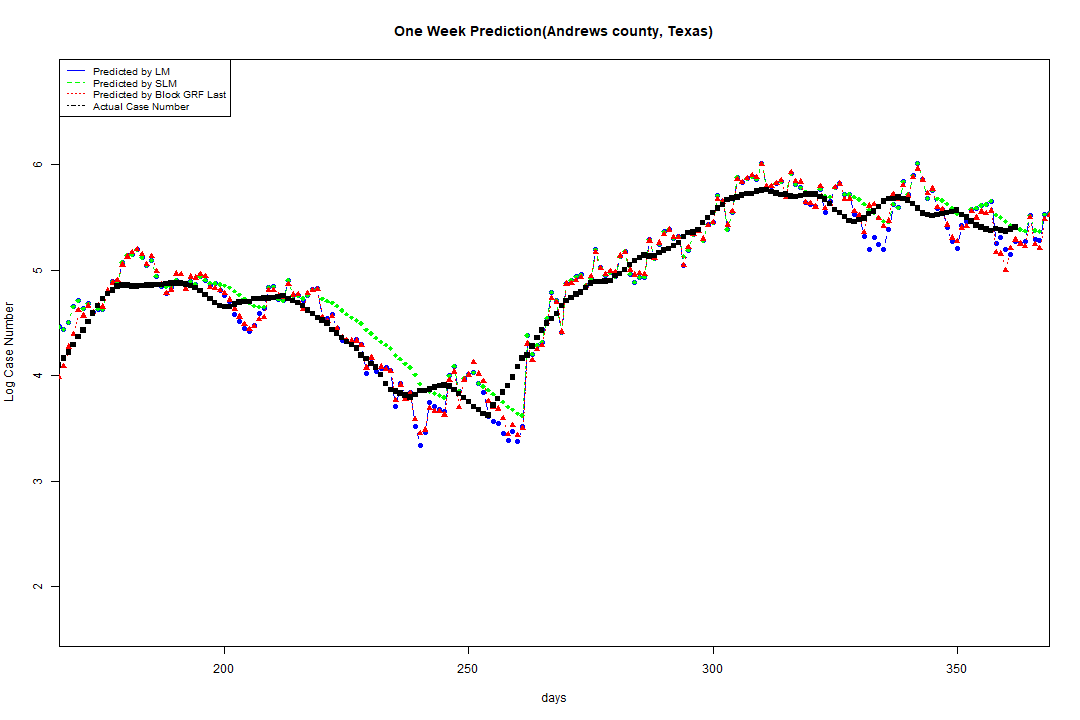 One Week Prediction(Andrews county, Texas)
Predicted by LM
Predicted by SLM
Predicted by Block GRF Last
Actual Case Number
6
5
4
3
2
Log Case Number
200 250 300 350
days